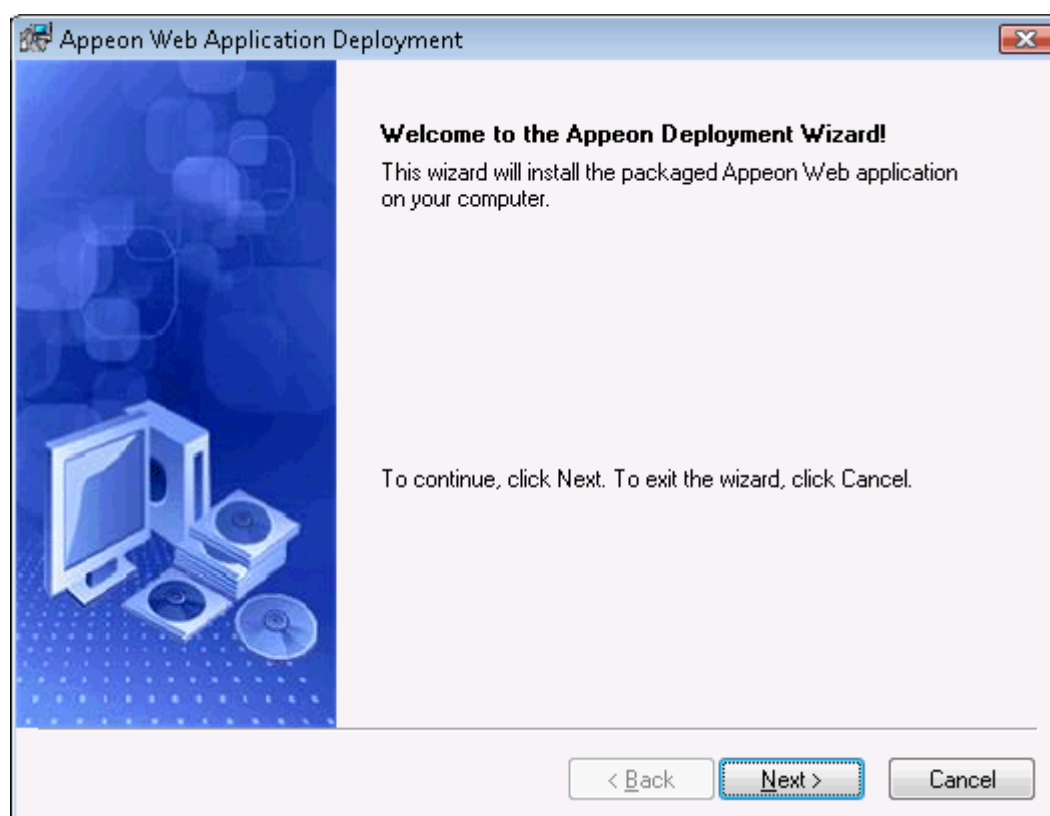 Appeon Web Application Deployment
Welcome to the Appeon Deployment Wizard!
This wizard will install the packaged Appeon Web application
on your computer.
To continue, click Next. To exit the wizard, click Cancel.
< Back
Next >
Cancel